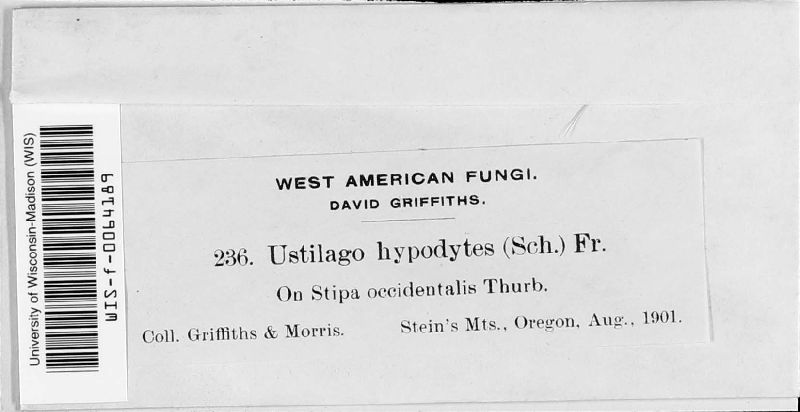 University of Wisconsin-Madison (WIS)
WIS-f-0064189
WEST AMERICAN FUNGI.
DAVID GRIFFITHS.
236. Ustilago hypodytes (Sch.) Fr.
On Stipa occidentalis Thurb.
Coll. Griffiths & Morris. Stein's Mts., Oregon, Aug., 1901.